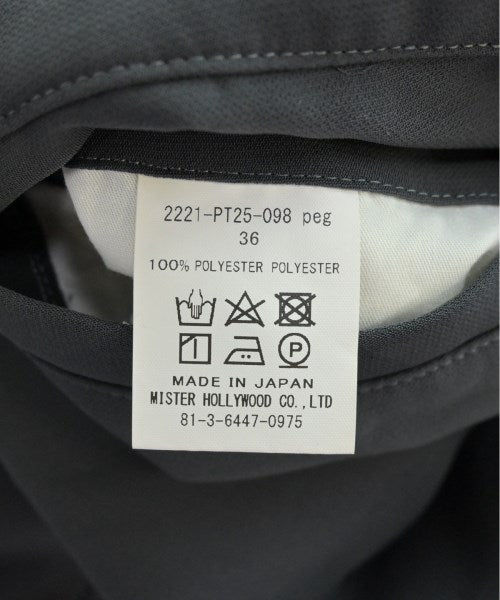 2221-PT25-098 peg
36
100% POLYESTER POLYESTER
P
MADE IN JAPAN
MISTER HOLLYWOOD CO.,LTD
81-3-6447-0975